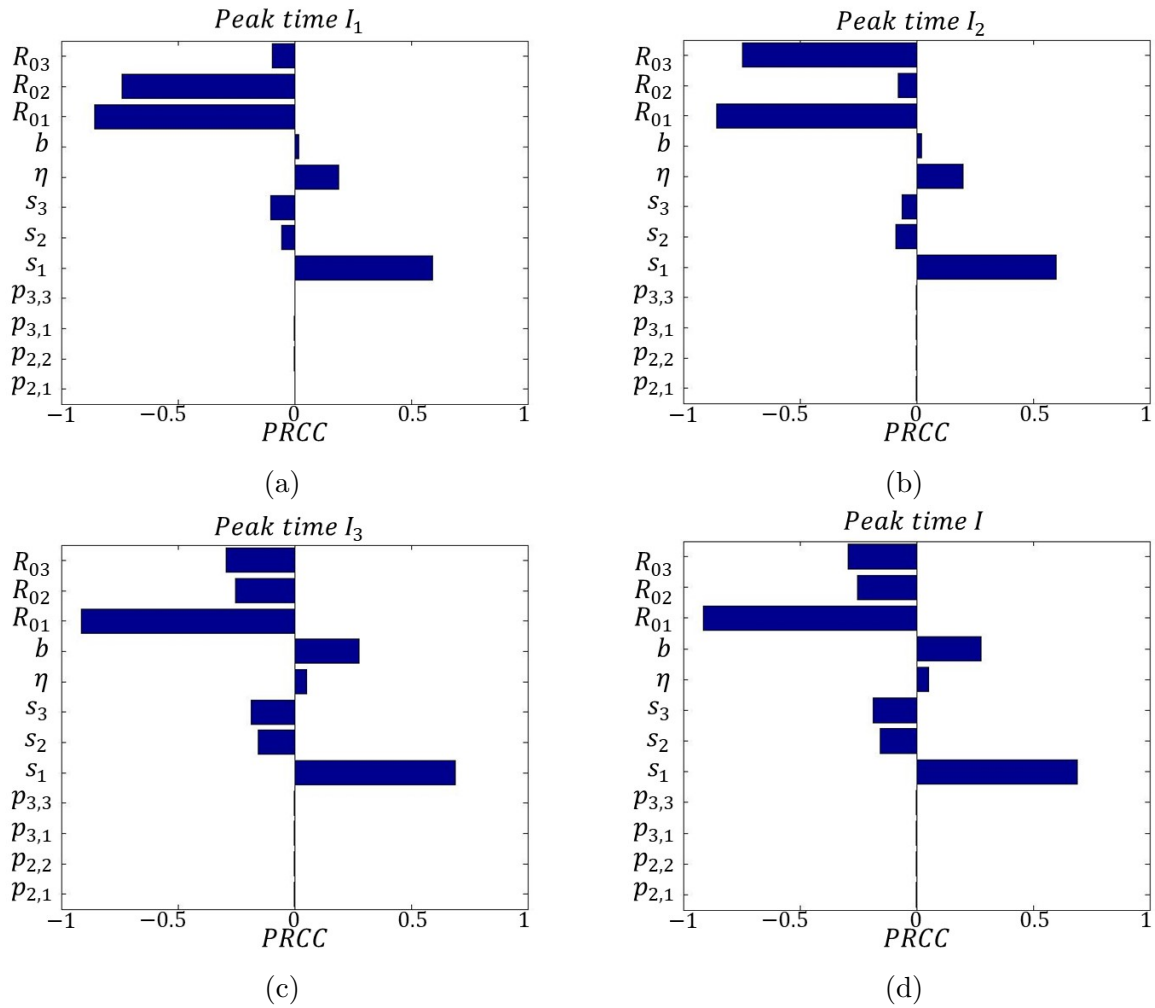 Peak time I₁
R₀₃
R₀₂
R₀₁
b
η
s₃
s₂
s₁
p₃,₃
p₃,₁
p₂,₂
p₂,₁
−1 −0.5 0 0.5 1
PRCC
(a)
Peak time I₂
R₀₃
R₀₂
R₀₁
b
η
s₃
s₂
s₁
p₃,₃
p₃,₁
p₂,₂
p₂,₁
−1 −0.5 0 0.5 1
PRCC
(b)
Peak time I₃
R₀₃
R₀₂
R₀₁
b
η
s₃
s₂
s₁
p₃,₃
p₃,₁
p₂,₂
p₂,₁
−1 −0.5 0 0.5 1
PRCC
(c)
Peak time I
R₀₃
R₀₂
R₀₁
b
η
s₃
s₂
s₁
p₃,₃
p₃,₁
p₂,₂
p₂,₁
−1 −0.5 0 0.5 1
PRCC
(d)